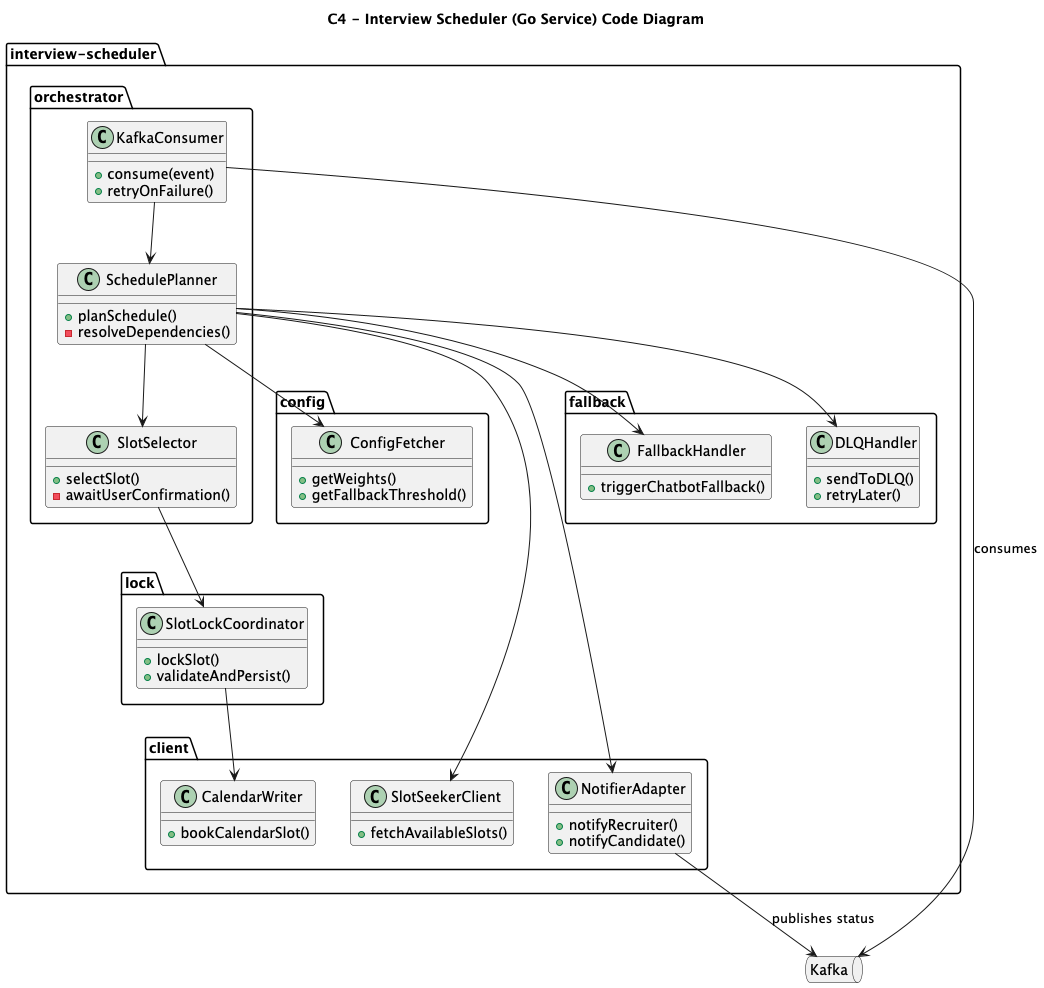 C4 - Interview Scheduler (Go Service) Code Diagram
interview-scheduler
orchestrator
C KafkaConsumer
consume(event)
retryOnFailure()
C SchedulePlanner
planSchedule()
resolveDependencies()
C SlotSelector
selectSlot()
awaitUserConfirmation()
config
C ConfigFetcher
getWeights()
getFallbackThreshold()
fallback
C FallbackHandler
triggerChatbotFallback()
C DLQHandler
sendToDLQ()
retryLater()
consumes
lock
C SlotLockCoordinator
lockSlot()
validateAndPersist()
client
C CalendarWriter
bookCalendarSlot()
C SlotSeekerClient
fetchAvailableSlots()
C NotifierAdapter
notifyRecruiter()
notifyCandidate()
publishes status
Kafka